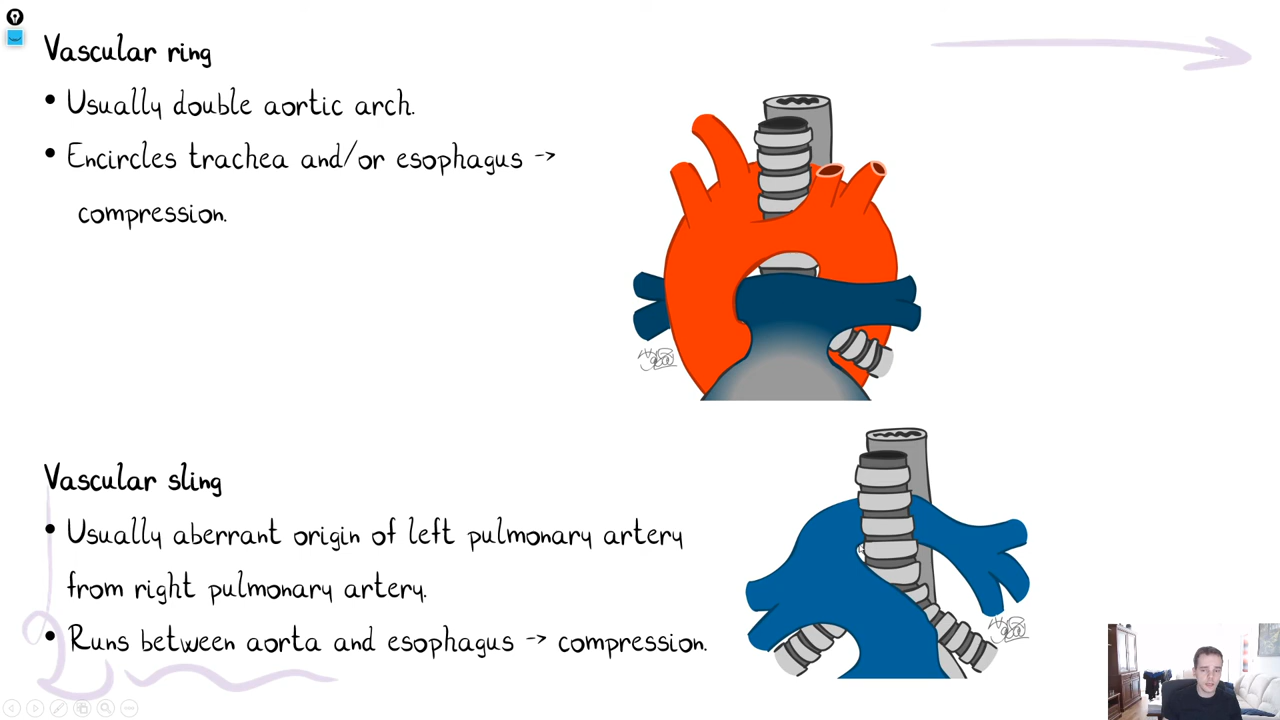 Vascular ring
• Usually double aortic arch.
• Encircles trachea and/or esophagus ->
compression.
Vascular sling
• Usually aberrant origin of left pulmonary artery
from right pulmonary artery.
• Runs between aorta and esophagus -> compression.